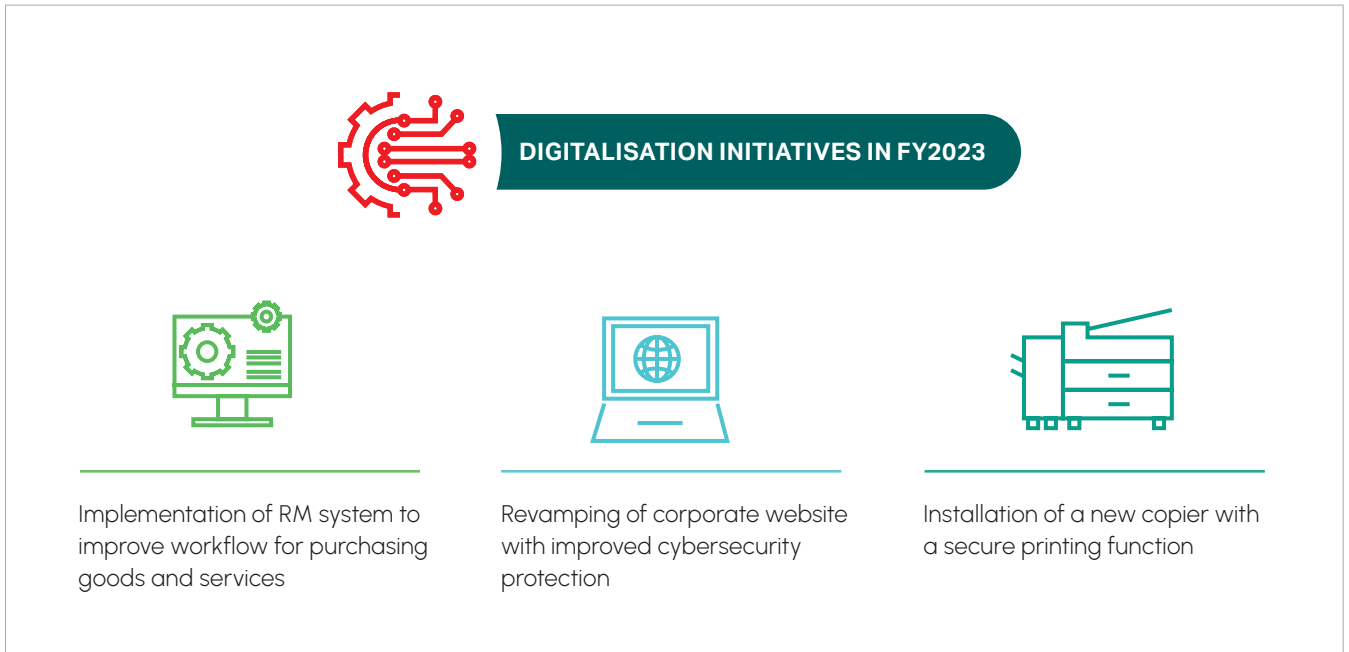 DIGITALISATION INITIATIVES IN FY2023
Implementation of RM system to
improve workflow for purchasing
goods and services
Revamping of corporate website
with improved cybersecurity
protection
Installation of a new copier with
a secure printing function